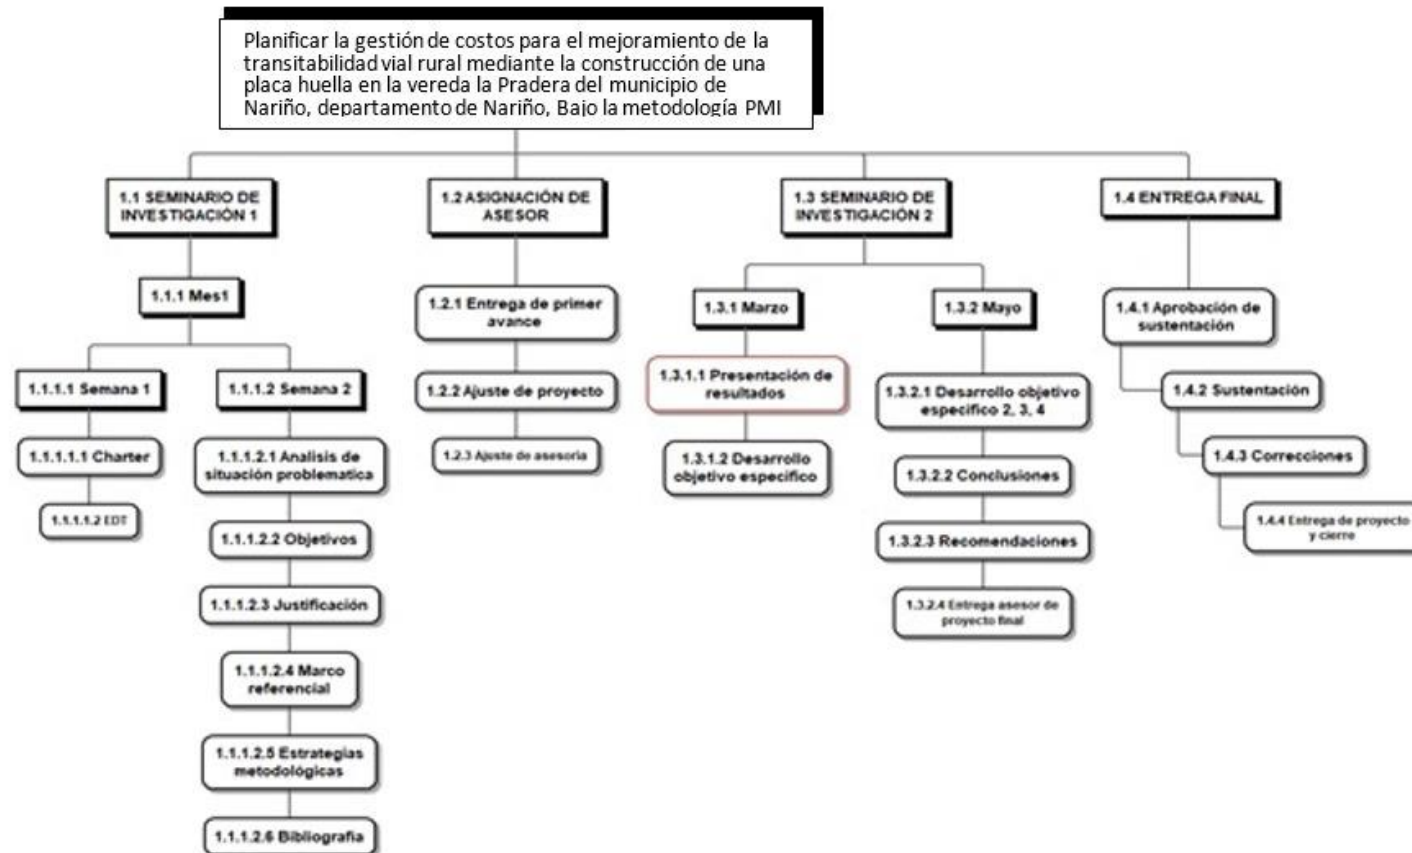 Planificar la gestión de costos para el mejoramiento de la
transitabilidad vial rural mediante la construcción de una
placa huella en la vereda la Pradera del municipio de
Nariño, departamento de Nariño, Bajo la metodología PMI
1.1 SEMINARIO DE
INVESTIGACIÓN 1
1.1.1 Mes1
1.1.1.1 Semana 1
1.1.1.1.1 Charter
1.1.1.1.2 EDT
1.1.1.2 Semana 2
1.1.1.2.1 Analisis de
situación problematica
1.1.1.2.2 Objetivos
1.1.1.2.3 Justificación
1.1.1.2.4 Marco
referencial
1.1.1.2.5 Estrategias
metodológicas
1.1.1.2.6 Bibliografia
1.2 ASIGNACIÓN DE
ASESOR
1.2.1 Entrega de primer
avance
1.2.2 Ajuste de proyecto
1.2.3 Ajuste de asesoria
1.3 SEMINARIO DE
INVESTIGACIÓN 2
1.3.1 Marzo
1.3.1.1 Presentación de
resultados
1.3.1.2 Desarrollo
objetivo especifico
1.3.2 Mayo
1.3.2.1 Desarrollo objetivo
especifico 2, 3, 4
1.3.2.2 Conclusiones
1.3.2.3 Recomendaciones
1.3.2.4 Entrega asesor de
proyecto final
1.4 ENTREGA FINAL
1.4.1 Aprobación de
sustentación
1.4.2 Sustentación
1.4.3 Correcciones
1.4.4 Entrega de proyecto
y cierre